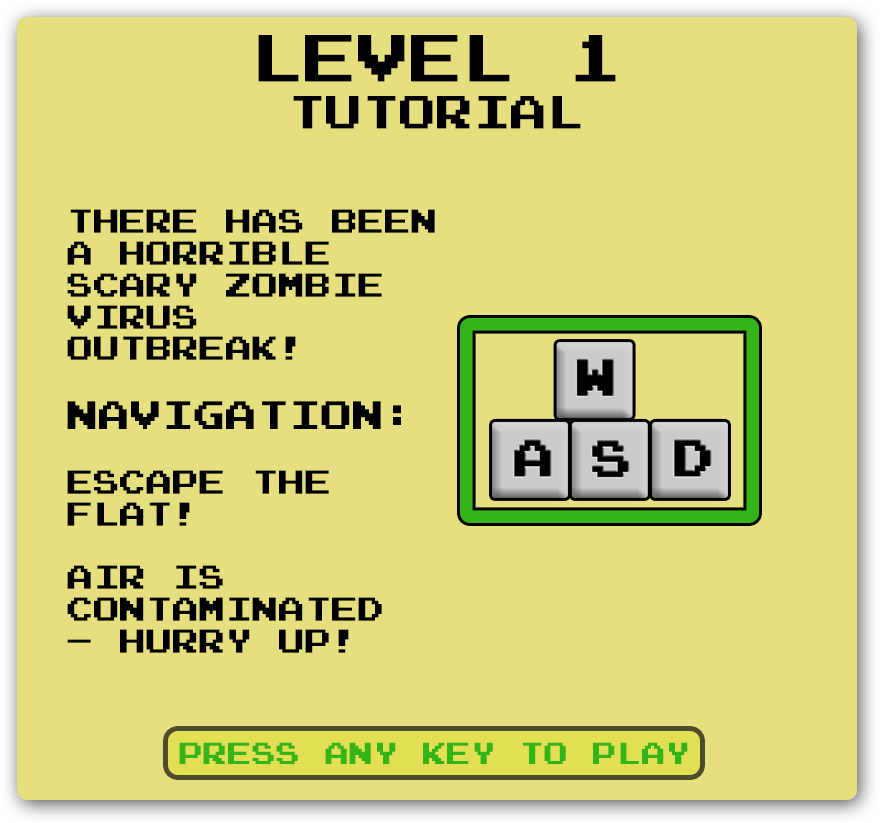 LEVEL 1
TUTORIAL
THERE HAS BEEN
A HORRIBLE
SCARY ZOMBIE
VIRUS
OUTBREAK!
NAVIGATION:
W
A S D
ESCAPE THE
FLAT!
AIR IS
CONTAMINATED
- HURRY UP!
PRESS ANY KEY TO PLAY